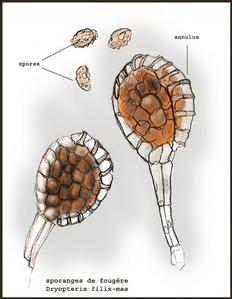 annulus
spores
sporanges de fougère
Dryopteris filix-mas